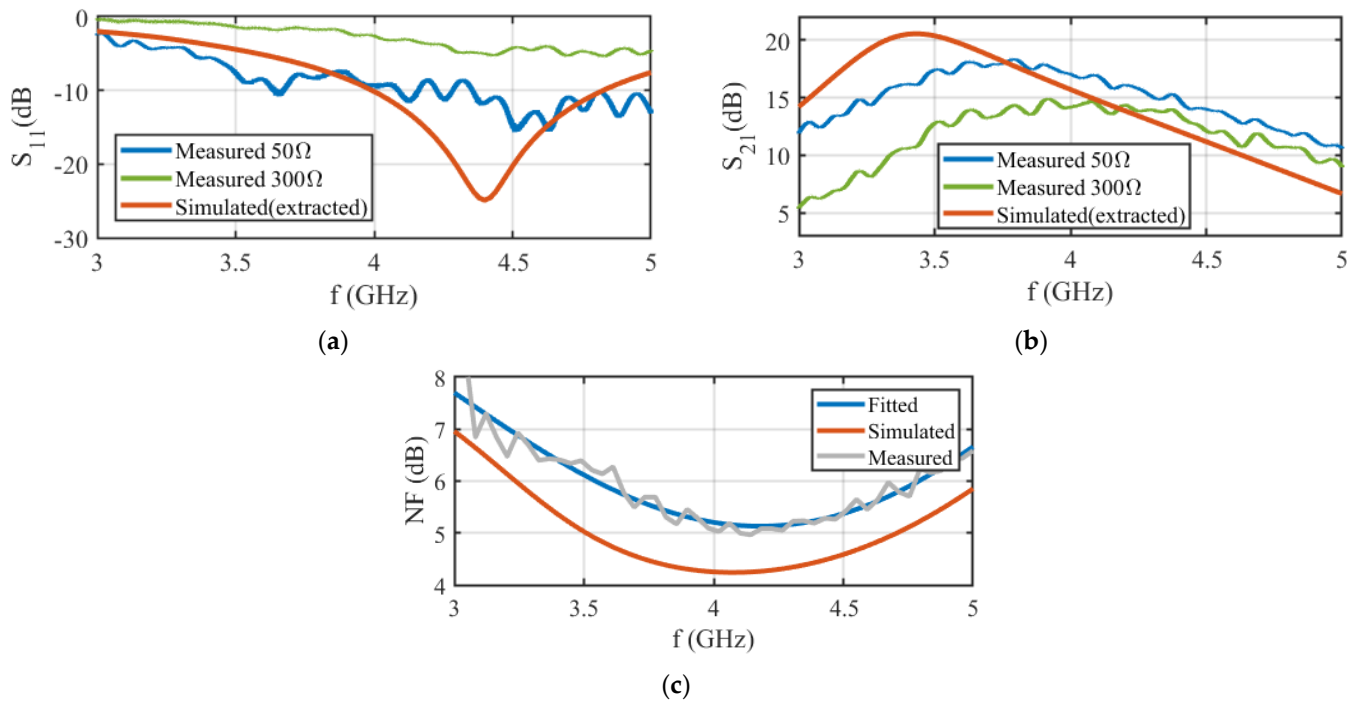 0
-10
-20
-30
S11(dB)
Measured 50Ω
Measured 300Ω
Simulated(extracted)
3
3.5
4
4.5
5
f (GHz)
(a)
20
15
10
5
S21(dB)
Measured 50Ω
Measured 300Ω
Simulated(extracted)
3
3.5
4
4.5
5
f (GHz)
(b)
8
7
6
5
4
NF (dB)
Fitted
Simulated
Measured
3
3.5
4
4.5
5
f (GHz)
(c)